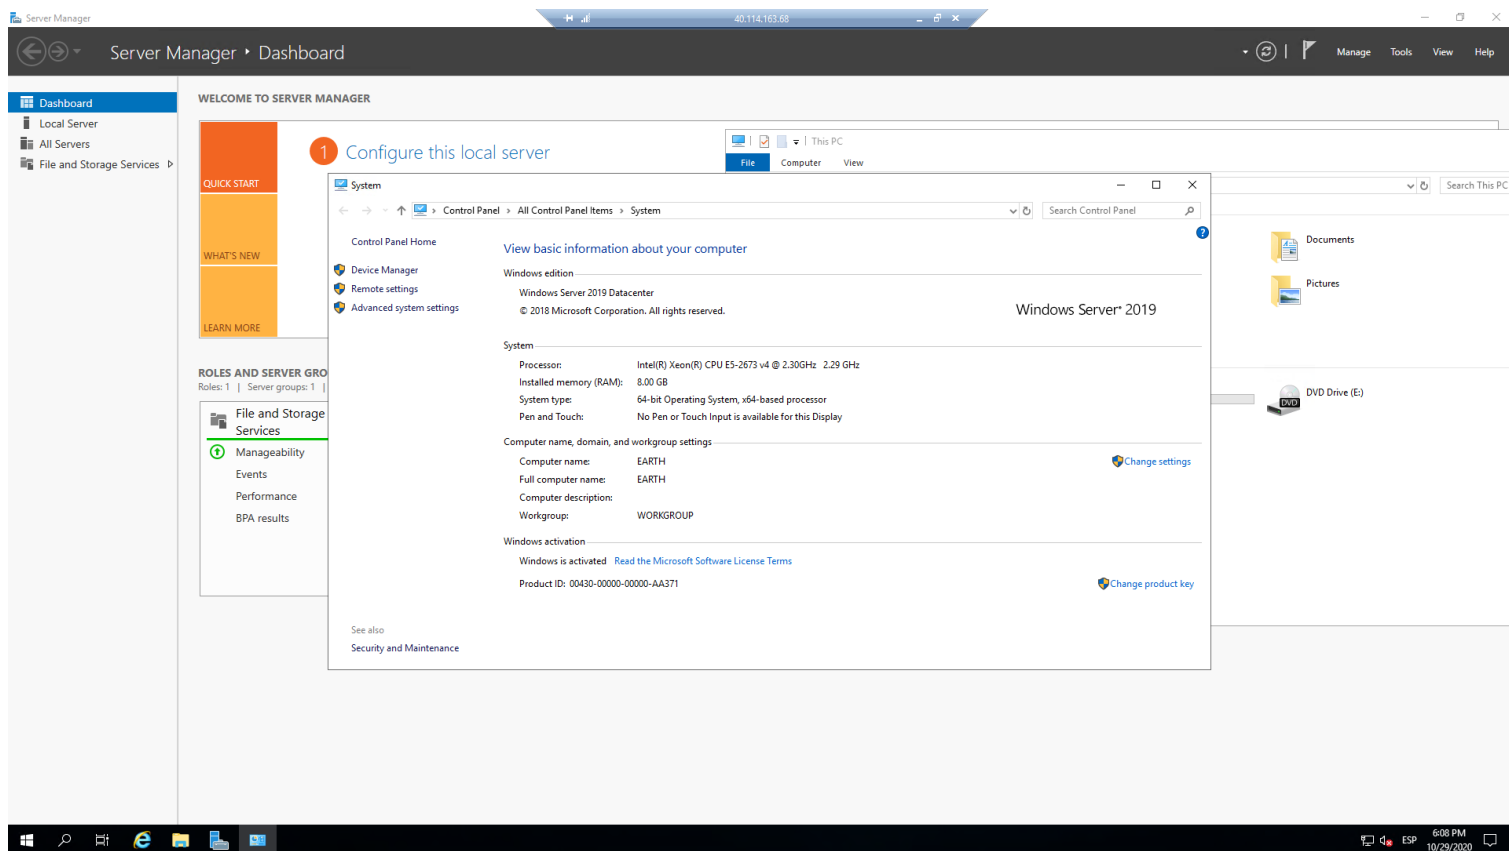 Server Manager
40.114.163.68
Server Manager • Dashboard
Manage Tools View Help
Dashboard
Local Server
All Servers
File and Storage Services
WELCOME TO SERVER MANAGER
QUICK START
WHAT'S NEW
LEARN MORE
1 Configure this local server
This PC
File Computer View
Search This PC
Documents
Pictures
DVD Drive (E:)
DVD
ROLES AND SERVER GRO
Roles: 1 | Server groups: 1 |
File and Storage
Services
Manageability
Events
Performance
BPA results
System
Control Panel › All Control Panel Items › System
Search Control Panel
Control Panel Home
Device Manager
Remote settings
Advanced system settings
View basic information about your computer
Windows edition
Windows Server 2019 Datacenter
© 2018 Microsoft Corporation. All rights reserved.
Windows Server® 2019
System
Processor: Intel(R) Xeon(R) CPU E5-2673 v4 @ 2.30GHz 2.29 GHz
Installed memory (RAM): 8.00 GB
System type: 64-bit Operating System, x64-based processor
Pen and Touch: No Pen or Touch Input is available for this Display
Computer name, domain, and workgroup settings
Computer name: EARTH
Change settings
Full computer name: EARTH
Computer description:
Workgroup: WORKGROUP
Windows activation
Windows is activated Read the Microsoft Software License Terms
Product ID: 00430-00000-00000-AA371
Change product key
See also
Security and Maintenance
ESP
6:08 PM
10/29/2020